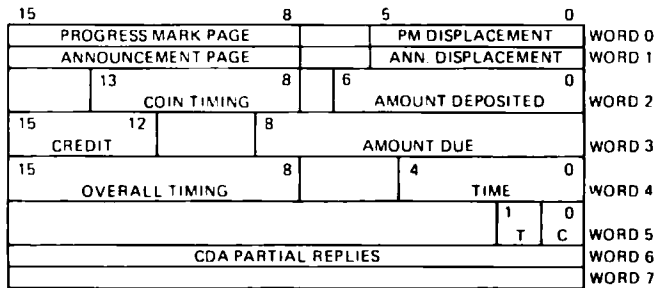 15 8 5 0
PROGRESS MARK PAGE PM DISPLACEMENT WORD 0
ANNOUNCEMENT PAGE ANN. DISPLACEMENT WORD 1
13 8 6 0
COIN TIMING AMOUNT DEPOSITED WORD 2
15 12 8
CREDIT AMOUNT DUE WORD 3
15 8 4 0
OVERALL TIMING TIME WORD 4
1 0
T C WORD 5
CDA PARTIAL REPLIES WORD 6
WORD 7